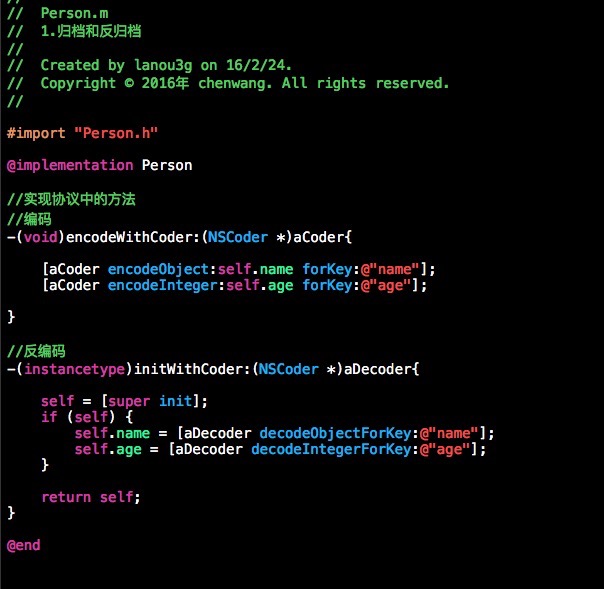 //
//  Person.m
//  1.归档和反归档
//
//  Created by lanou3g on 16/2/24.
//  Copyright © 2016年 chenwang. All rights reserved.
//
#import "Person.h"
@implementation Person
//实现协议中的方法
//编码
-(void)encodeWithCoder:(NSCoder *)aCoder{
    [aCoder encodeObject:self.name forKey:@"name"];
    [aCoder encodeInteger:self.age forKey:@"age"];
}
//反编码
-(instancetype)initWithCoder:(NSCoder *)aDecoder{
    self = [super init];
    if (self) {
        self.name = [aDecoder decodeObjectForKey:@"name"];
        self.age = [aDecoder decodeIntegerForKey:@"age"];
    }
    return self;
}
@end